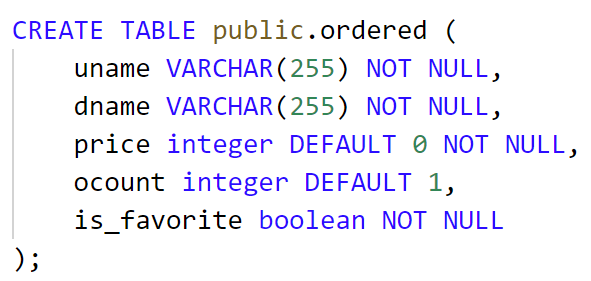 CREATE TABLE public.ordered (
    uname VARCHAR(255) NOT NULL,
    dname VARCHAR(255) NOT NULL,
    price integer DEFAULT 0 NOT NULL,
    ocount integer DEFAULT 1,
    is_favorite boolean NOT NULL
);